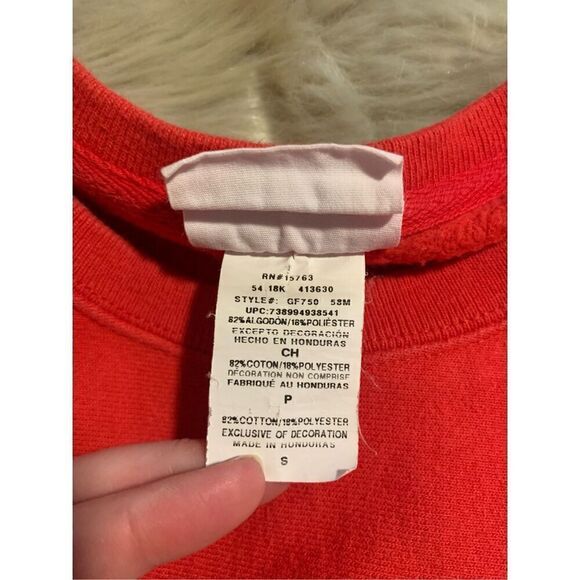 RN#15763
54.18K 413630
STYLE#: GF750 58M
UPC:738994938541
82%ALGODÓN/18%POLIÉSTER
EXCEPTO DECORACIÓN
HECHO EN HONDURAS
CH
82%COTON/18%POLYESTER
DÉCORATION NON COMPRISE
FABRIQUÉ AU HONDURAS
P
82%COTTON/18%POLYESTER
EXCLUSIVE OF DECORATION
MADE IN HONDURAS
S